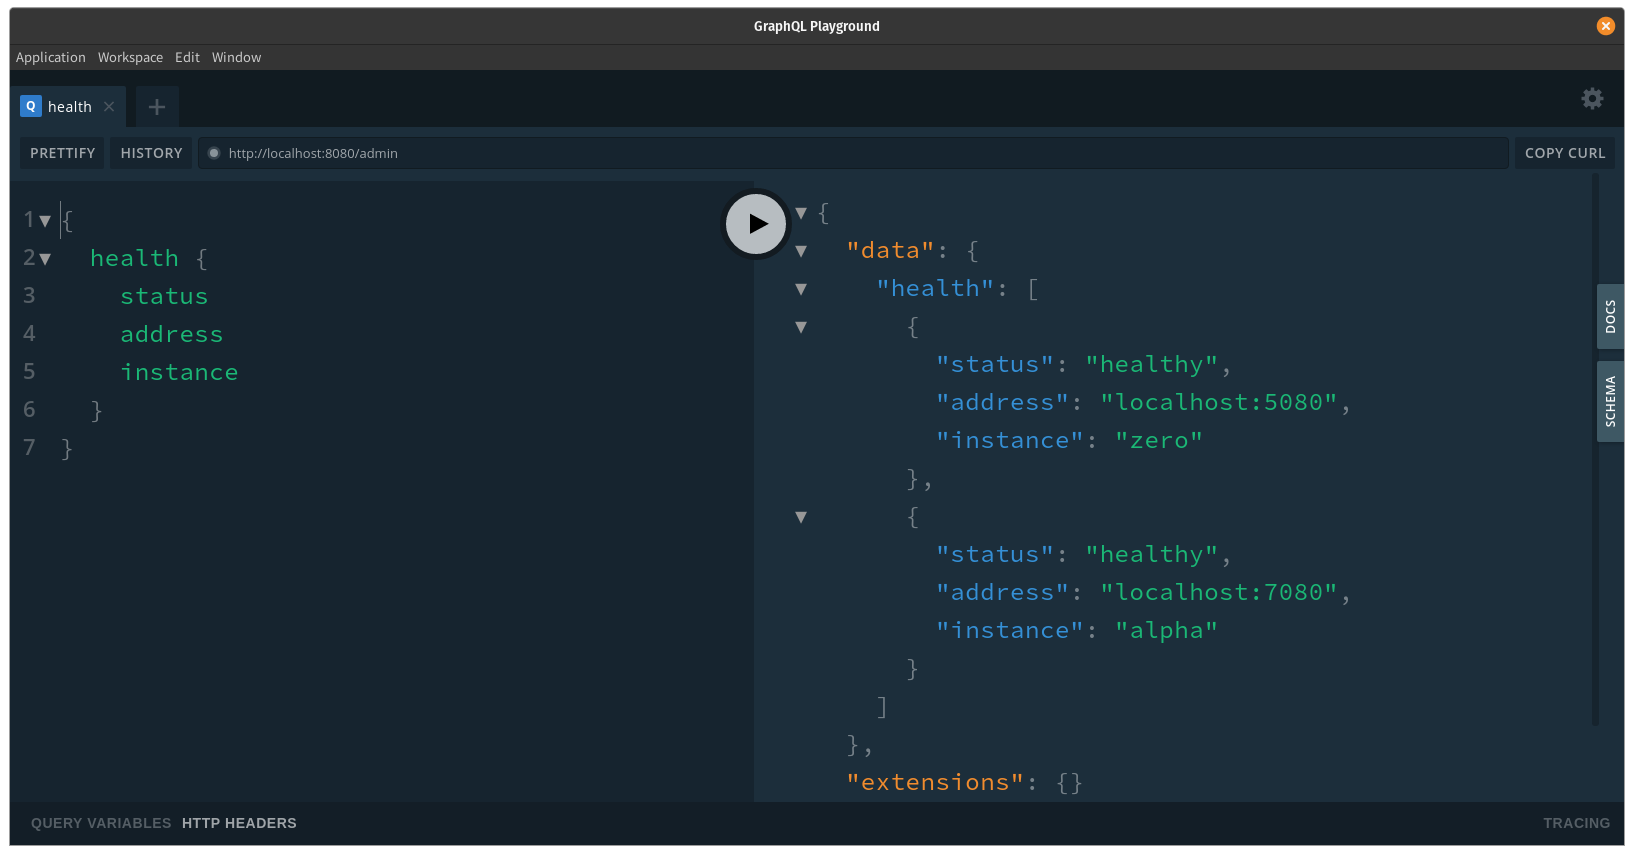 GraphQL Playground
Application Workspace Edit Window
Q health
PRETTIFY HISTORY http://localhost:8080/admin COPY CURL
1 {
2 health {
3 status
4 address
5 instance
6 }
7 }
{
"data": {
"health": [
{
"status": "healthy",
"address": "localhost:5080",
"instance": "zero"
},
{
"status": "healthy",
"address": "localhost:7080",
"instance": "alpha"
}
]
},
"extensions": {}
DOCS
SCHEMA
QUERY VARIABLES HTTP HEADERS TRACING